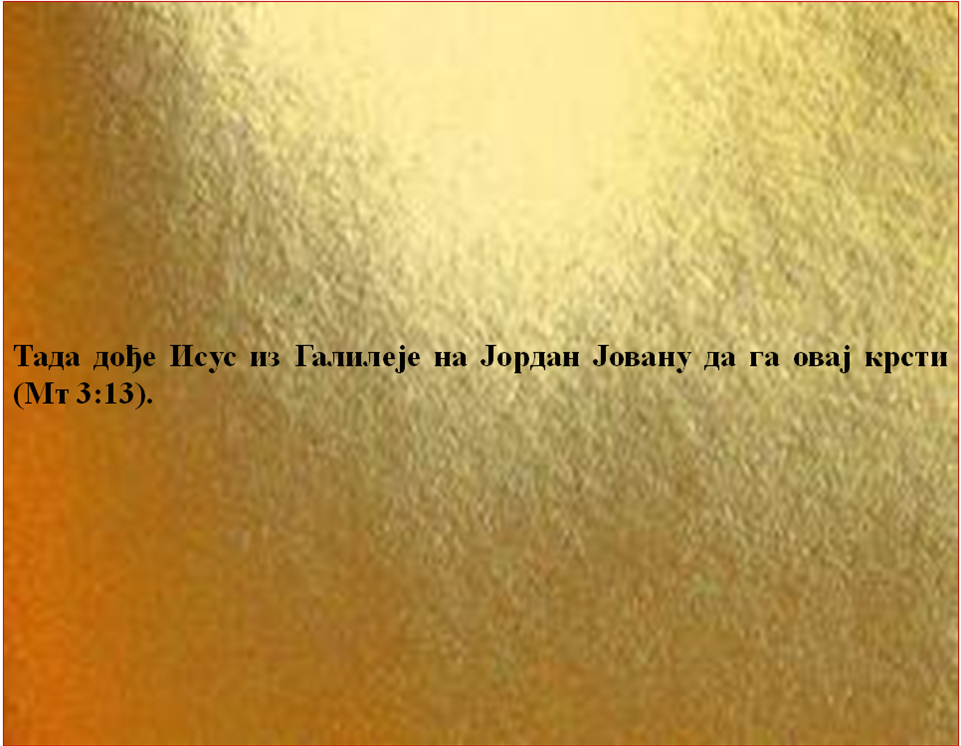 Тада дође Исус из Галилеје на Јордан Јовану да га овај крсти
(Мт 3:13).